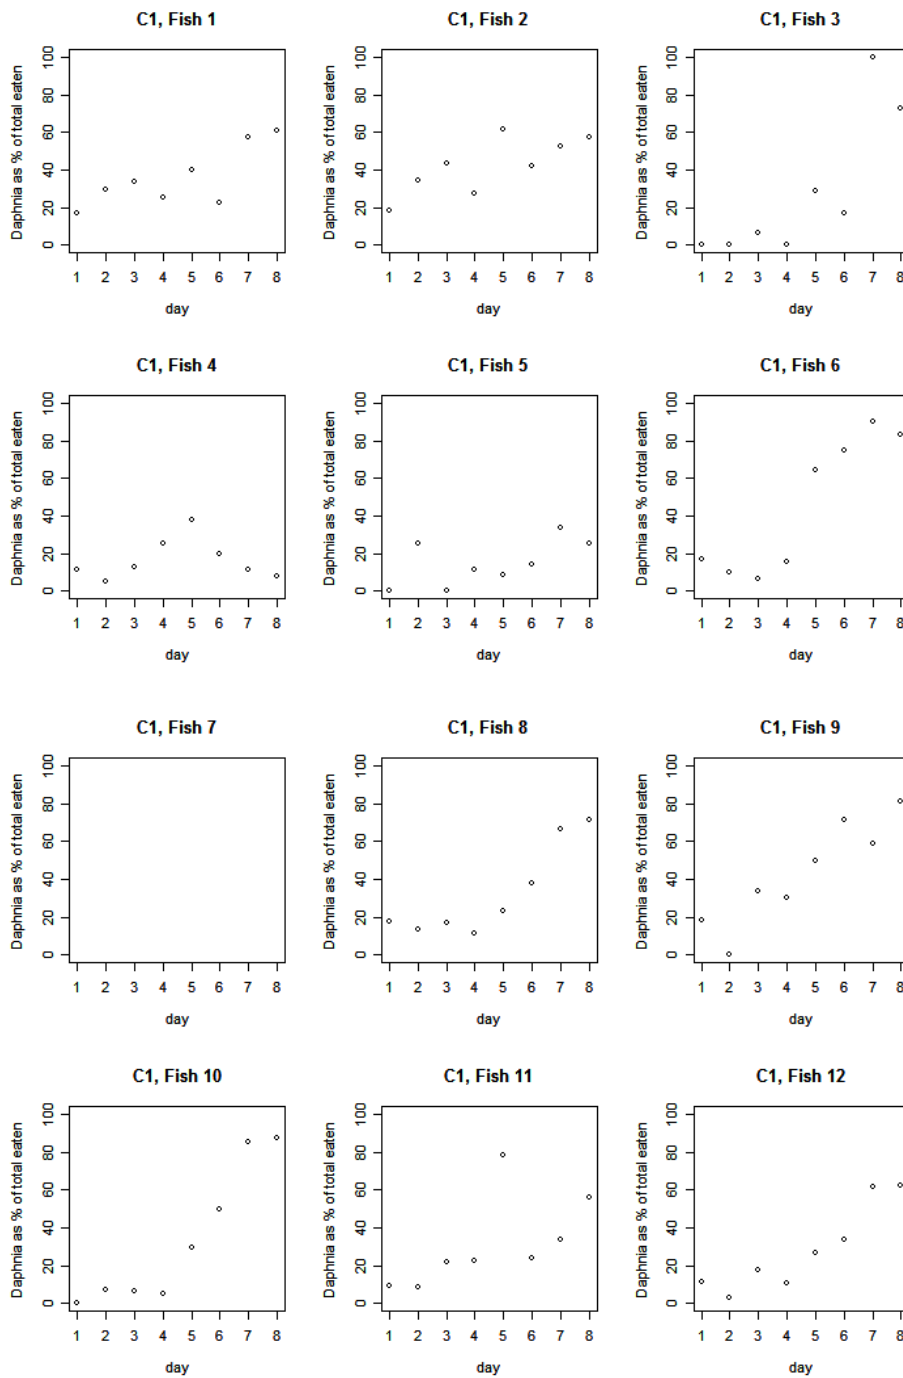 C1, Fish 1
Daphnia as % of total eaten
0 20 40 60 80 100
1 2 3 4 5 6 7 8
day
C1, Fish 2
Daphnia as % of total eaten
0 20 40 60 80 100
1 2 3 4 5 6 7 8
day
C1, Fish 3
Daphnia as % of total eaten
0 20 40 60 80 100
1 2 3 4 5 6 7 8
day
C1, Fish 4
Daphnia as % of total eaten
0 20 40 60 80 100
1 2 3 4 5 6 7 8
day
C1, Fish 5
Daphnia as % of total eaten
0 20 40 60 80 100
1 2 3 4 5 6 7 8
day
C1, Fish 6
Daphnia as % of total eaten
0 20 40 60 80 100
1 2 3 4 5 6 7 8
day
C1, Fish 7
Daphnia as % of total eaten
0 20 40 60 80 100
1 2 3 4 5 6 7 8
day
C1, Fish 8
Daphnia as % of total eaten
0 20 40 60 80 100
1 2 3 4 5 6 7 8
day
C1, Fish 9
Daphnia as % of total eaten
0 20 40 60 80 100
1 2 3 4 5 6 7 8
day
C1, Fish 10
Daphnia as % of total eaten
0 20 40 60 80 100
1 2 3 4 5 6 7 8
day
C1, Fish 11
Daphnia as % of total eaten
0 20 40 60 80 100
1 2 3 4 5 6 7 8
day
C1, Fish 12
Daphnia as % of total eaten
0 20 40 60 80 100
1 2 3 4 5 6 7 8
day